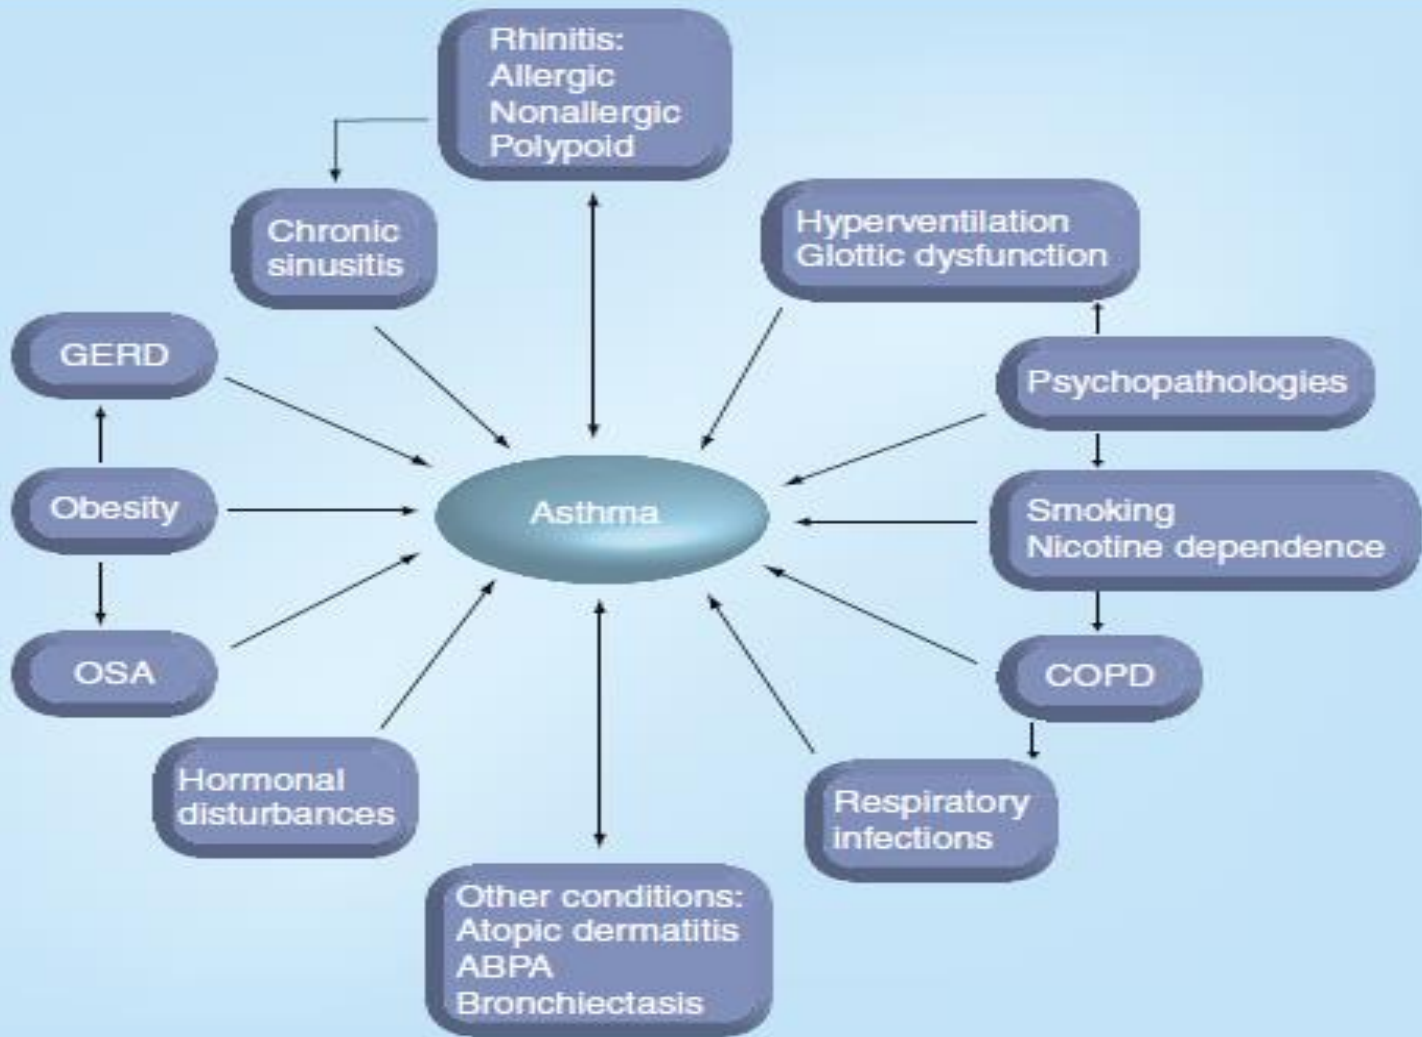 Rhinitis:
Allergic
Nonallergic
Polypoid
Chronic
sinusitis
Hyperventilation
Glottic dysfunction
GERD
Psychopathologies
Obesity
Asthma
Smoking
Nicotine dependence
OSA
COPD
Hormonal
disturbances
Respiratory
infections
Other conditions:
Atopic dermatitis
ABPA
Bronchiectasis